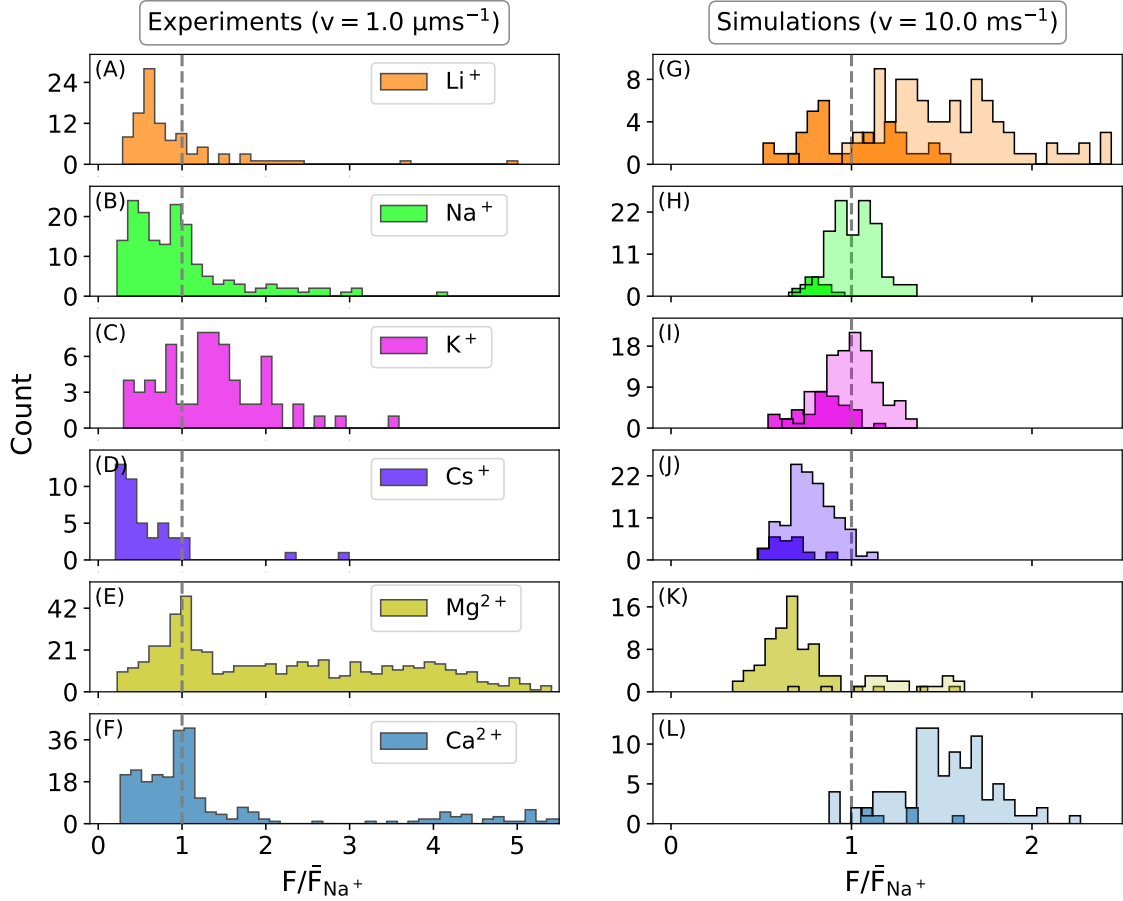 Experiments (v = 1.0 μms⁻¹)
Simulations (v = 10.0 ms⁻¹)
(A)
Li⁺
24
12
0
(G)
8
4
0
(B)
Na⁺
20
10
0
(H)
22
11
0
(C)
K⁺
6
3
0
(I)
18
9
0
(D)
Cs⁺
10
5
0
(J)
22
11
0
(E)
Mg²⁺
42
21
0
(K)
16
8
0
(F)
Ca²⁺
36
18
0
(L)
10
5
0
Count
0 1 2 3 4 5
0 1 2
F/F̄Na⁺
F/F̄Na⁺